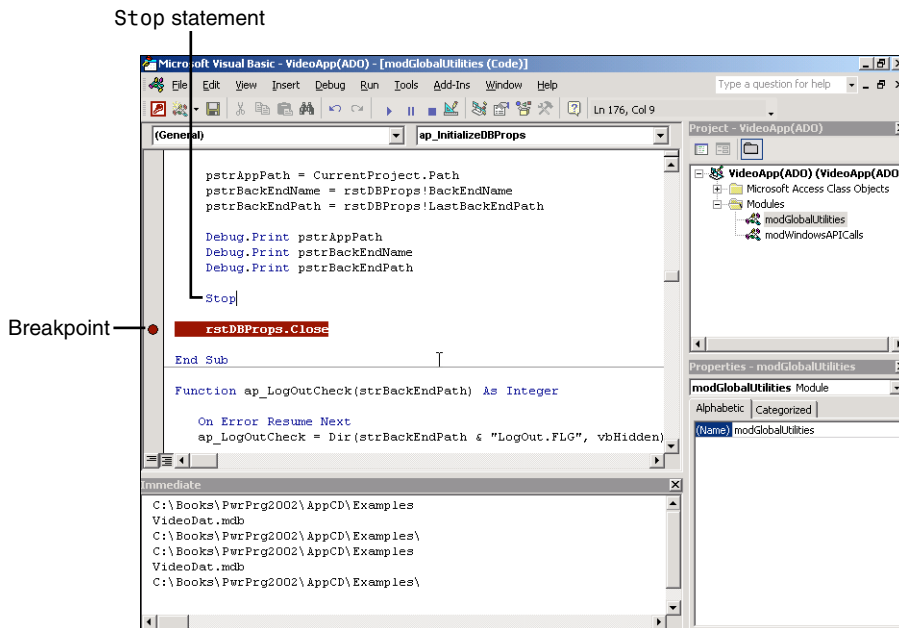 Stop statement
Microsoft Visual Basic - VideoApp(ADO) - [modGlobalUtilities (Code)]
File Edit View Insert Debug Run Tools Add-Ins Window Help
Type a question for help
Ln 176, Col 9
(General)
ap_InitializeDBProps
pstrAppPath = CurrentProject.Path
pstrBackEndName = rstDBProps!BackEndName
pstrBackEndPath = rstDBProps!LastBackEndPath
Debug.Print pstrAppPath
Debug.Print pstrBackEndName
Debug.Print pstrBackEndPath
Stop
Breakpoint
rstDBProps.Close
End Sub
Function ap_LogOutCheck(strBackEndPath) As Integer
On Error Resume Next
ap_LogOutCheck = Dir(strBackEndPath & "LogOut.FLG", vbHidden)
Project - VideoApp(ADO)
VideoApp(ADO) (VideoApp(ADO
Microsoft Access Class Objects
Modules
modGlobalUtilities
modWindowsAPICalls
Properties - modGlobalUtilities
modGlobalUtilities Module
Alphabetic Categorized
(Name) modGlobalUtilities
Immediate
C:\Books\PwrPrg2002\AppCD\Examples
VideoDat.mdb
C:\Books\PwrPrg2002\AppCD\Examples\
C:\Books\PwrPrg2002\AppCD\Examples
VideoDat.mdb
C:\Books\PwrPrg2002\AppCD\Examples\